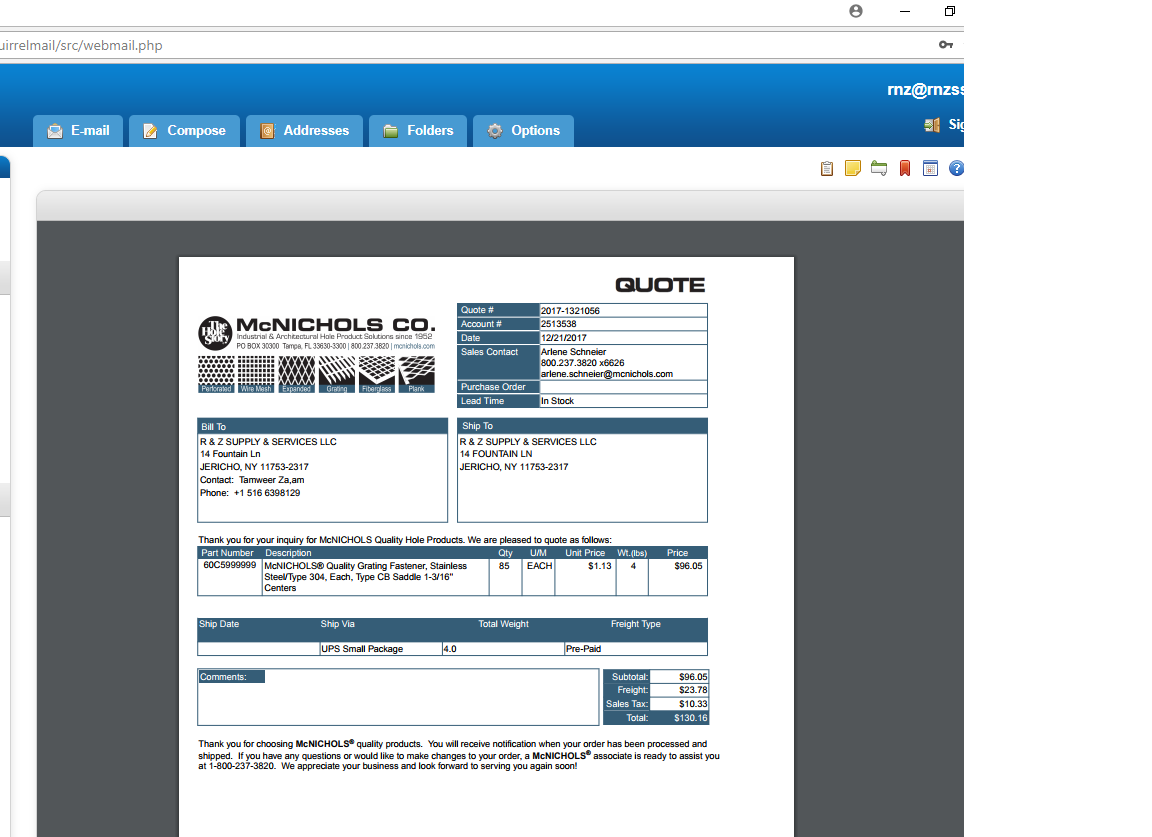 uirrelmail/src/webmail.php
rnz@rnzss
E-mail
Compose
Addresses
Folders
Options
Sig
QUOTE
The Hole Story
McNICHOLS CO.
Industrial & Architectural Hole Product Solutions since 1952
PO BOX 30300 Tampa, FL 33630-3300 | 800.237.3820 | mcnichols.com
Perforated Wire Mesh Expanded Grating Fiberglass Plank
Quote # 2017-1321056
Account # 2513538
Date 12/21/2017
Sales Contact Arlene Schneier
800.237.3820 x6626
arlene.schneier@mcnichols.com
Purchase Order
Lead Time In Stock
Bill To
R & Z SUPPLY & SERVICES LLC
14 Fountain Ln
JERICHO, NY 11753-2317
Contact: Tamweer Za,am
Phone: +1 516 6398129
Ship To
R & Z SUPPLY & SERVICES LLC
14 FOUNTAIN LN
JERICHO, NY 11753-2317
Thank you for your inquiry for McNICHOLS Quality Hole Products. We are pleased to quote as follows:
Part Number Description Qty U/M Unit Price Wt.(lbs) Price
60C5999999 McNICHOLS® Quality Grating Fastener, Stainless 85 EACH $1.13 4 $96.05
Steel/Type 304, Each, Type CB Saddle 1-3/16"
Centers
Ship Date Ship Via Total Weight Freight Type
UPS Small Package 4.0 Pre-Paid
Comments:
Subtotal: $96.05
Freight: $23.78
Sales Tax: $10.33
Total: $130.16
Thank you for choosing McNICHOLS® quality products. You will receive notification when your order has been processed and
shipped. If you have any questions or would like to make changes to your order, a McNICHOLS® associate is ready to assist you
at 1-800-237-3820. We appreciate your business and look forward to serving you again soon!